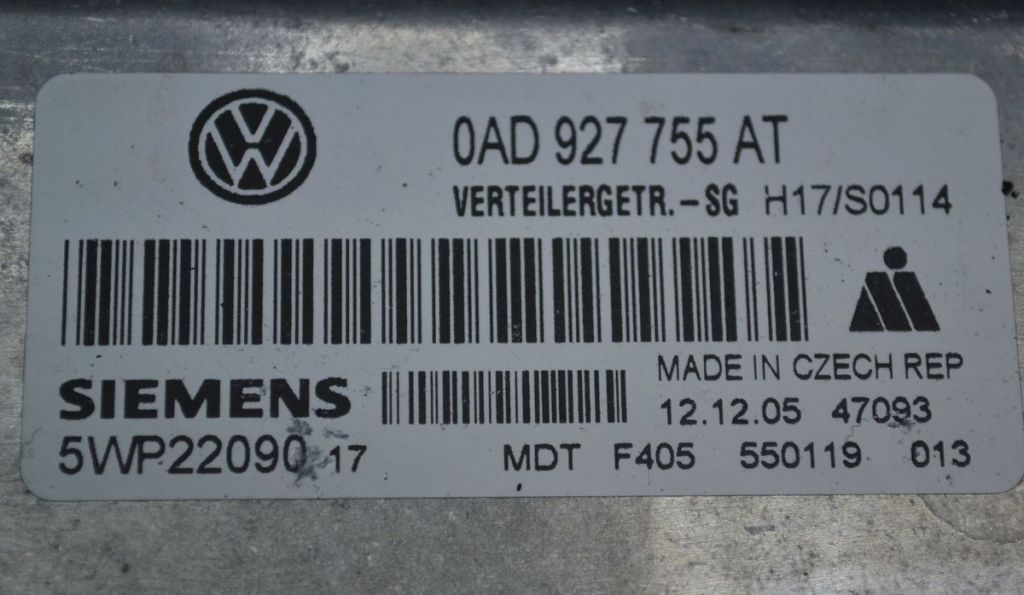 0AD 927 755 AT
VERTEILERGETR.-SG H17/S0114
SIEMENS
MADE IN CZECH REP
12.12.05 47093
5WP22090 17
MDT F405 550119 013